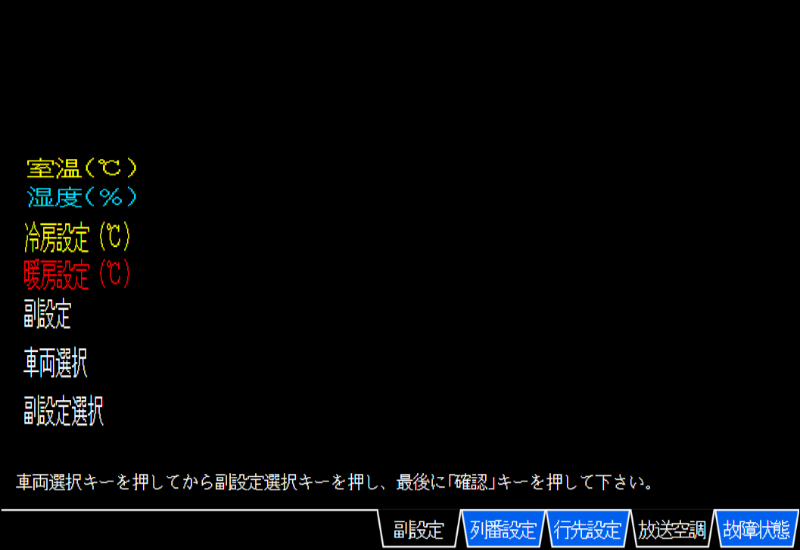 室温(℃)
湿度(%)
冷房設定(℃)
暖房設定(℃)
副設定
車両選択
副設定選択
車両選択キーを押してから副設定選択キーを押し、最後に「確認」キーを押して下さい。
副設定 列番設定 行先設定 放送空調 故障状態